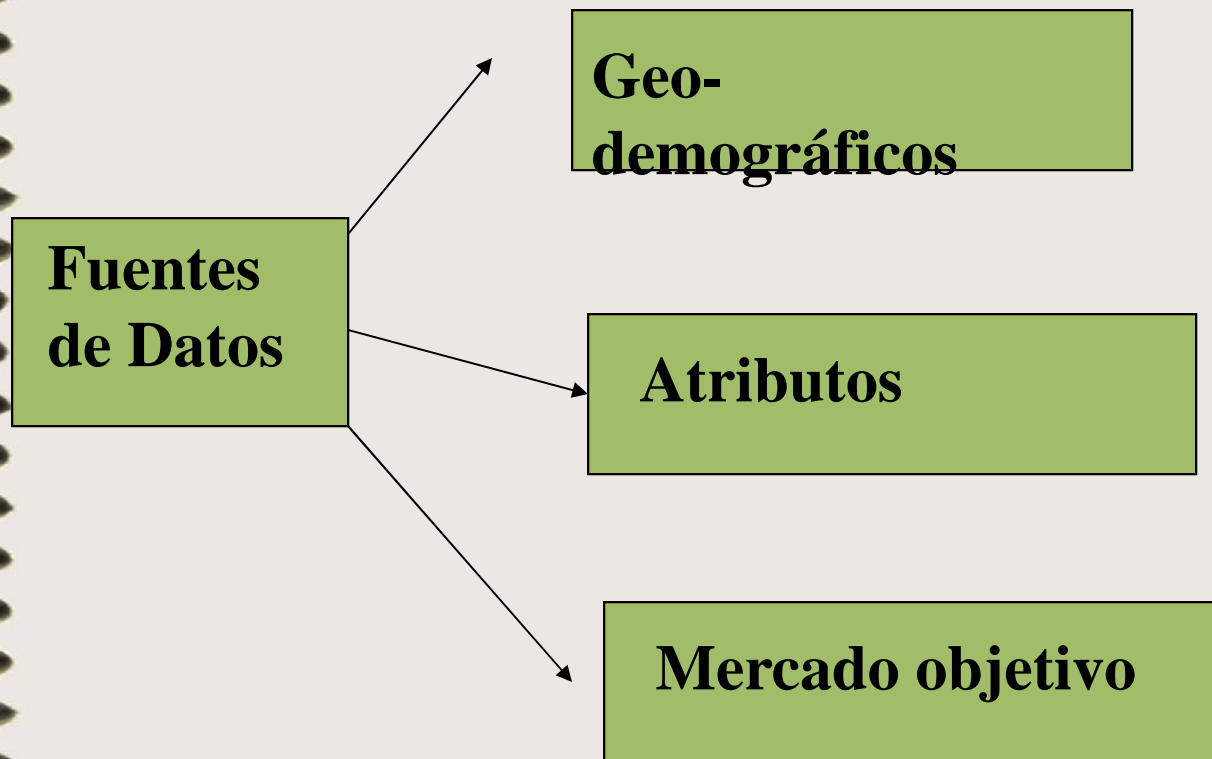 Geo-
demográficos
Fuentes
de Datos
Atributos
Mercado objetivo